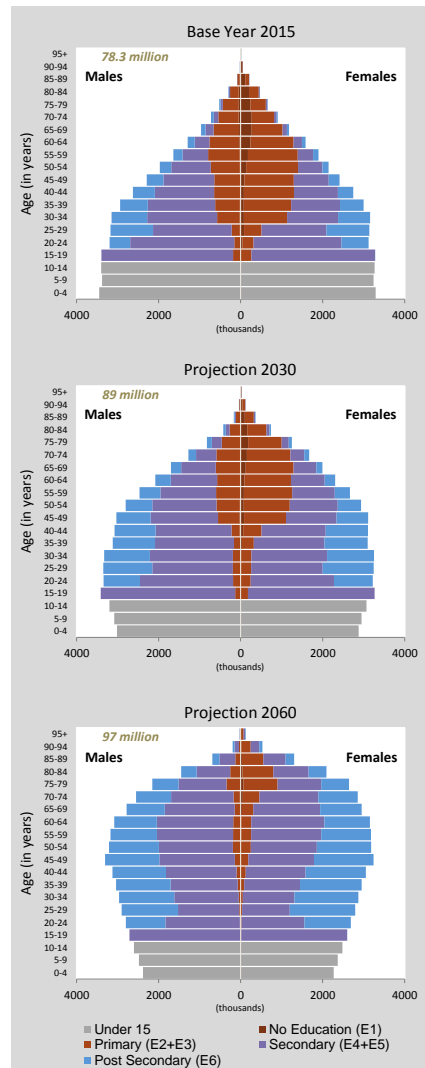 Base Year 2015
78.3 million
Males
Females
Age (in years)
95+
90-94
85-89
80-84
75-79
70-74
65-69
60-64
55-59
50-54
45-49
40-44
35-39
30-34
25-29
20-24
15-19
10-14
5-9
0-4
4000 2000 0 2000 4000
(thousands) (thousands)
Projection 2030
89 million
Males
Females
Age (in years)
95+
90-94
85-89
80-84
75-79
70-74
65-69
60-64
55-59
50-54
45-49
40-44
35-39
30-34
25-29
20-24
15-19
10-14
5-9
0-4
4000 2000 0 2000 4000
(thousands) (thousands)
Projection 2060
97 million
Males
Females
Age (in years)
95+
90-94
85-89
80-84
75-79
70-74
65-69
60-64
55-59
50-54
45-49
40-44
35-39
30-34
25-29
20-24
15-19
10-14
5-9
0-4
4000 2000 0 2000 4000
(thousands) (thousands)
Under 15 No Education (E1)
Primary (E2+E3) Secondary (E4+E5)
Post Secondary (E6)